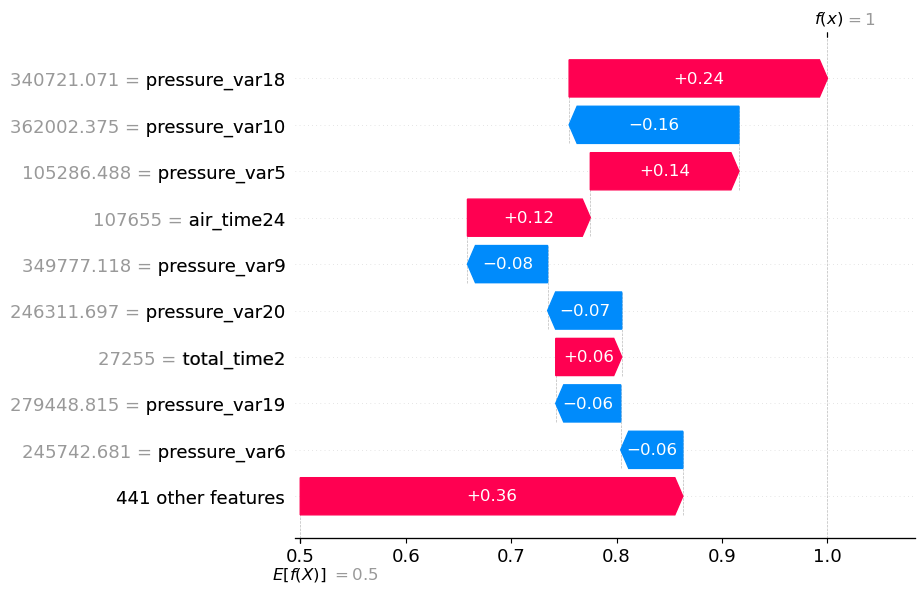 f(x) = 1
340721.071 = pressure_var18 +0.24
362002.375 = pressure_var10 −0.16
105286.488 = pressure_var5 +0.14
107655 = air_time24 +0.12
349777.118 = pressure_var9 −0.08
246311.697 = pressure_var20 −0.07
27255 = total_time2 +0.06
279448.815 = pressure_var19 −0.06
245742.681 = pressure_var6 −0.06
441 other features +0.36
0.5 0.6 0.7 0.8 0.9 1.0
E[f(X)] = 0.5